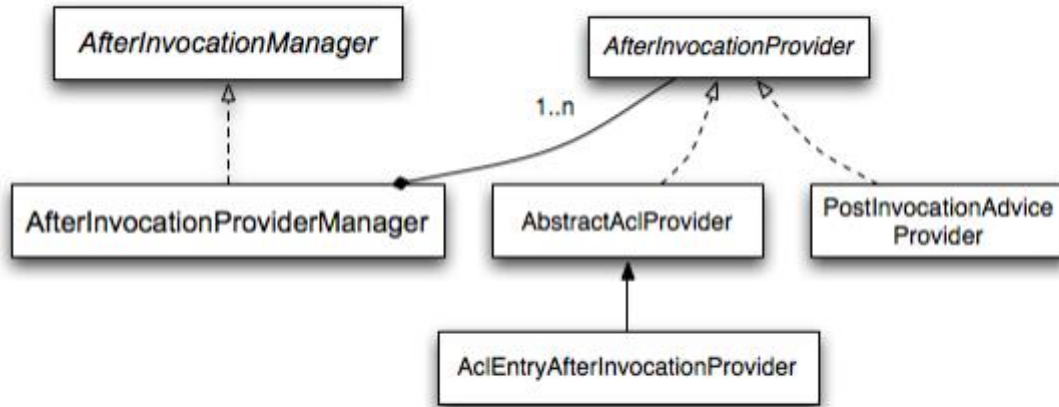 AfterInvocationManager
AfterInvocationProvider
1..n
AfterInvocationProviderManager
AbstractAclProvider
PostInvocationAdvice
Provider
AclEntryAfterInvocationProvider